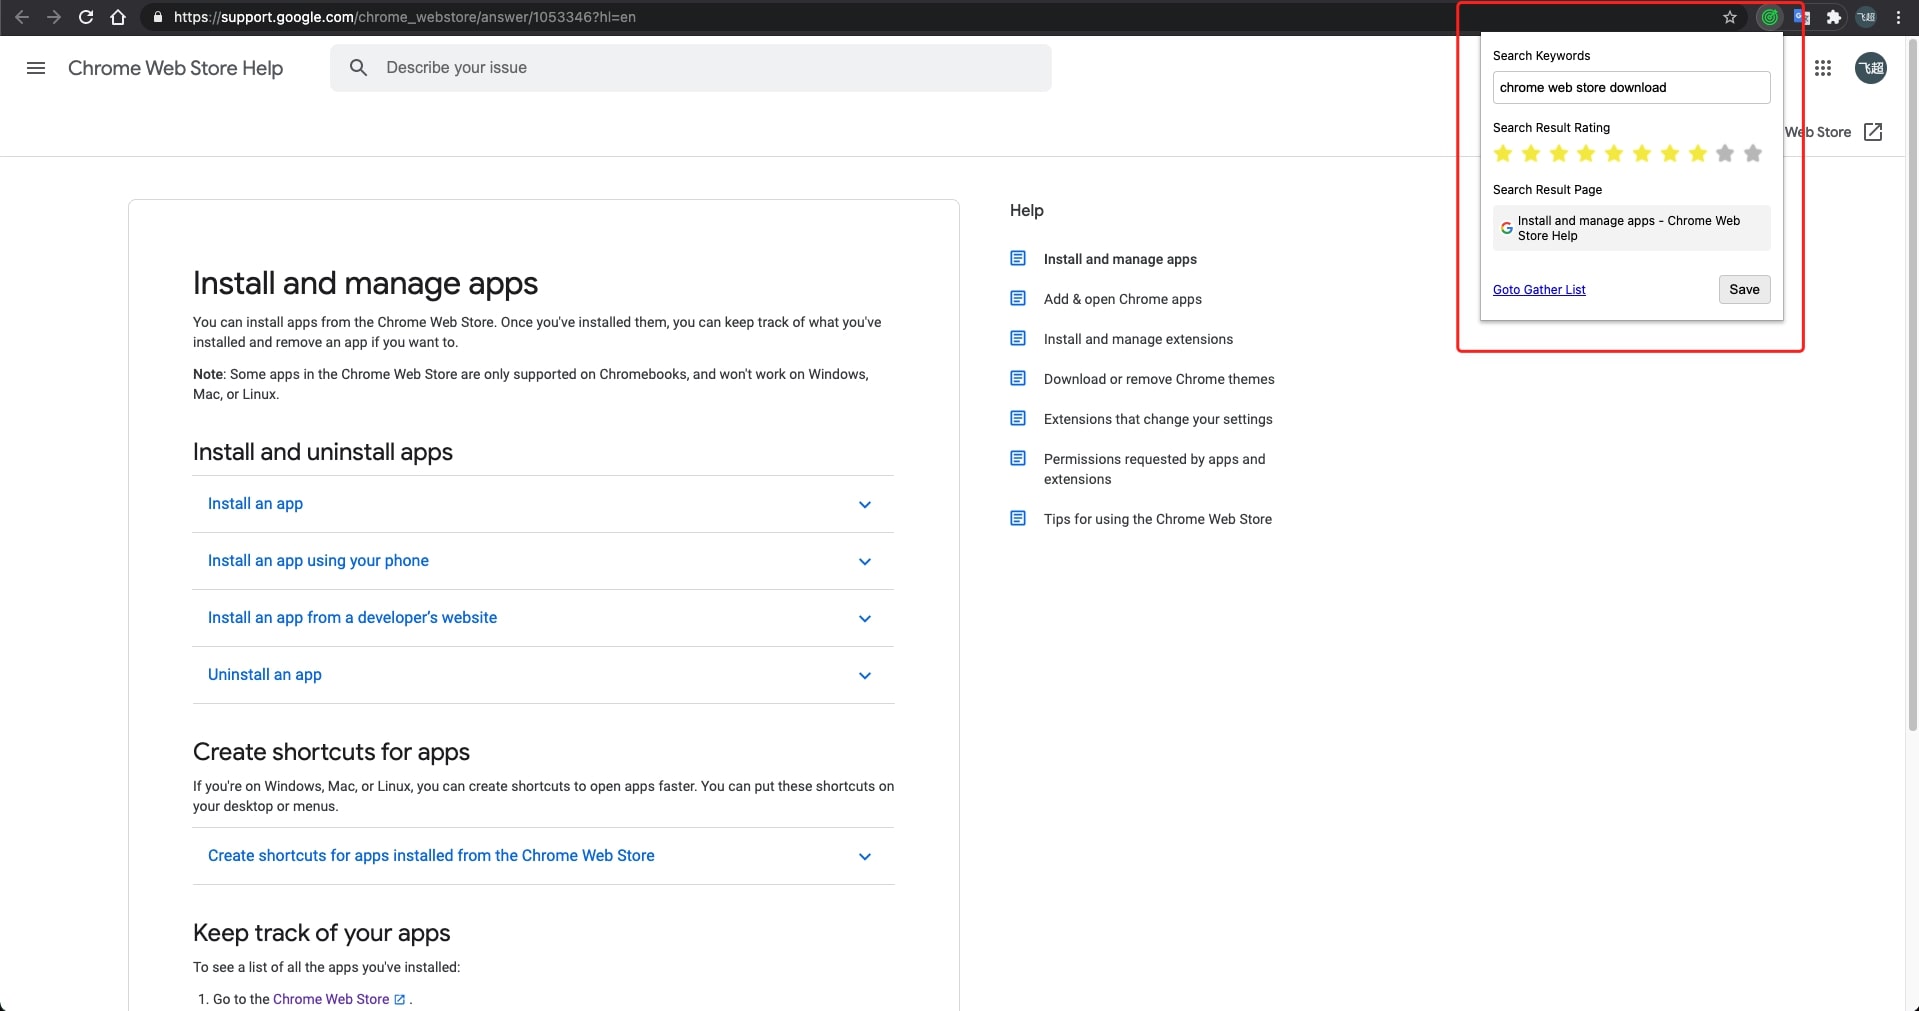 https://support.google.com/chrome_webstore/answer/1053346?hl=en
飞超
Chrome Web Store Help
Describe your issue
飞超
Web Store
Search Keywords
chrome web store download
Search Result Rating
Search Result Page
Install and manage apps - Chrome Web
Store Help
Goto Gather List
Save
Install and manage apps
You can install apps from the Chrome Web Store. Once you've installed them, you can keep track of what you've
installed and remove an app if you want to.
Note: Some apps in the Chrome Web Store are only supported on Chromebooks, and won't work on Windows,
Mac, or Linux.
Install and uninstall apps
Install an app
Install an app using your phone
Install an app from a developer’s website
Uninstall an app
Create shortcuts for apps
If you're on Windows, Mac, or Linux, you can create shortcuts to open apps faster. You can put these shortcuts on
your desktop or menus.
Create shortcuts for apps installed from the Chrome Web Store
Keep track of your apps
To see a list of all the apps you've installed:
1. Go to the Chrome Web Store .
Help
Install and manage apps
Add & open Chrome apps
Install and manage extensions
Download or remove Chrome themes
Extensions that change your settings
Permissions requested by apps and
extensions
Tips for using the Chrome Web Store